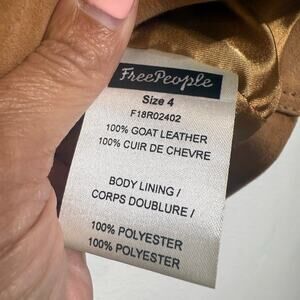 FreePeople
Size 4
F18R02402
100% GOAT LEATHER
100% CUIR DE CHEVRE
BODY LINING /
CORPS DOUBLURE /
100% POLYESTER
100% POLYESTER